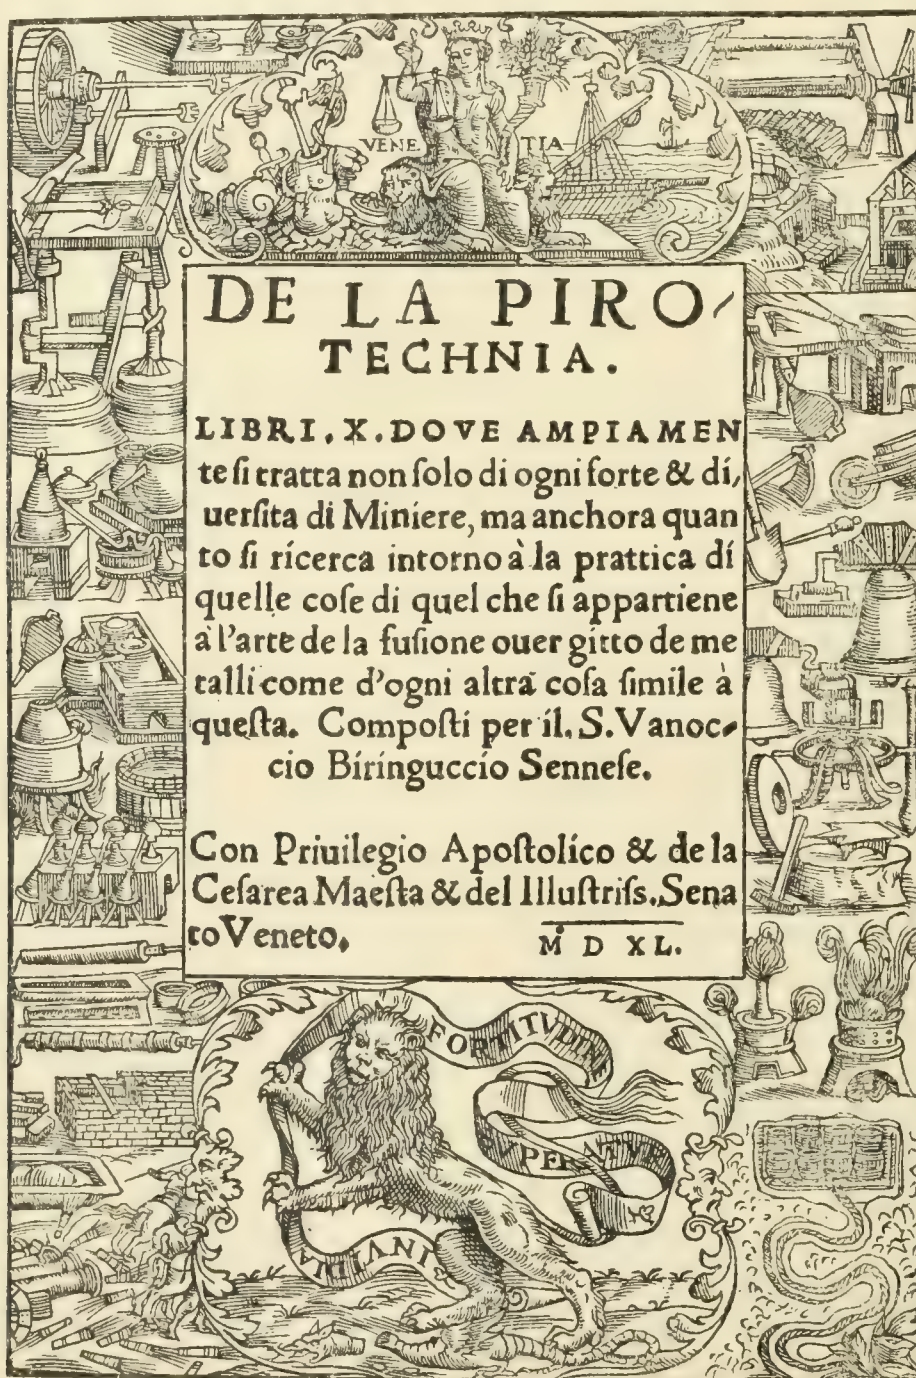 VENE TIA
DE LA PIRO/
TECHNIA.
LIBRI. X. DOVE AMPIAMEN
te ſi tratta non ſolo di ogni ſorte & di/
uerſita di Miniere, ma anchora quan
to ſi ricerca intorno à la prattica di
quelle coſe di quel che ſi appartiene
à l'arte de la fuſione ouer gitto de me
talli come d'ogni altra coſa ſimile à
queſta. Compoſti per il. S. Vanoc/
cio Biringuccio Senneſe.
Con Priuilegio Apoſtolico & de la
Ceſarea Maeſta & del Illuſtriſs. Sena
to Veneto.
M D XL.
INVIDIA
FORTITVDIN
VPERATVR